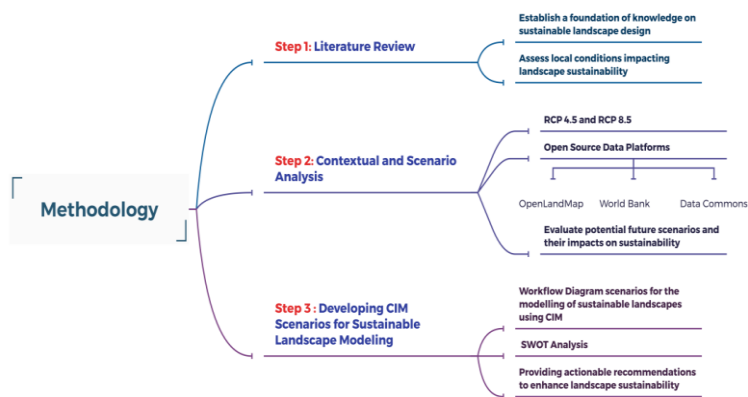 Methodology
Step 1: Literature Review
Establish a foundation of knowledge on
sustainable landscape design
Assess local conditions impacting
landscape sustainability
Step 2: Contextual and Scenario
Analysis
RCP 4.5 and RCP 8.5
Open Source Data Platforms
OpenLandMap World Bank Data Commons
Evaluate potential future scenarios and
their impacts on sustainability
Step 3 : Developing CIM
Scenarios for Sustainable
Landscape Modeling
Workflow Diagram scenarios for the
modelling of sustainable landscapes
using CIM
SWOT Analysis
Providing actionable recommendations
to enhance landscape sustainability